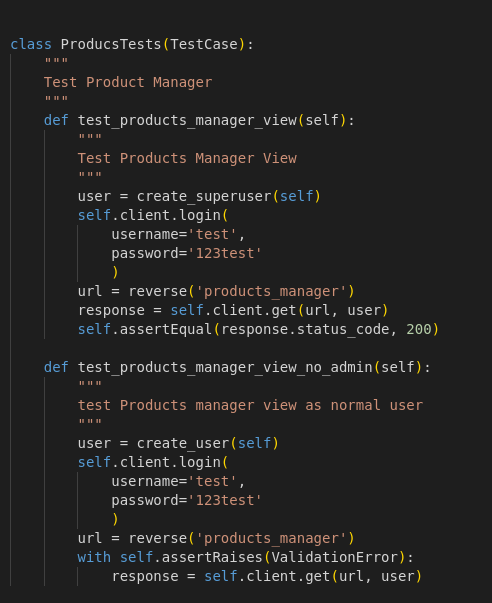 class ProducsTests(TestCase):
    """
    Test Product Manager
    """
    def test_products_manager_view(self):
        """
        Test Products Manager View
        """
        user = create_superuser(self)
        self.client.login(
            username='test',
            password='123test'
            )
        url = reverse('products_manager')
        response = self.client.get(url, user)
        self.assertEqual(response.status_code, 200)

    def test_products_manager_view_no_admin(self):
        """
        test Products manager view as normal user
        """
        user = create_user(self)
        self.client.login(
            username='test',
            password='123test'
            )
        url = reverse('products_manager')
        with self.assertRaises(ValidationError):
            response = self.client.get(url, user)